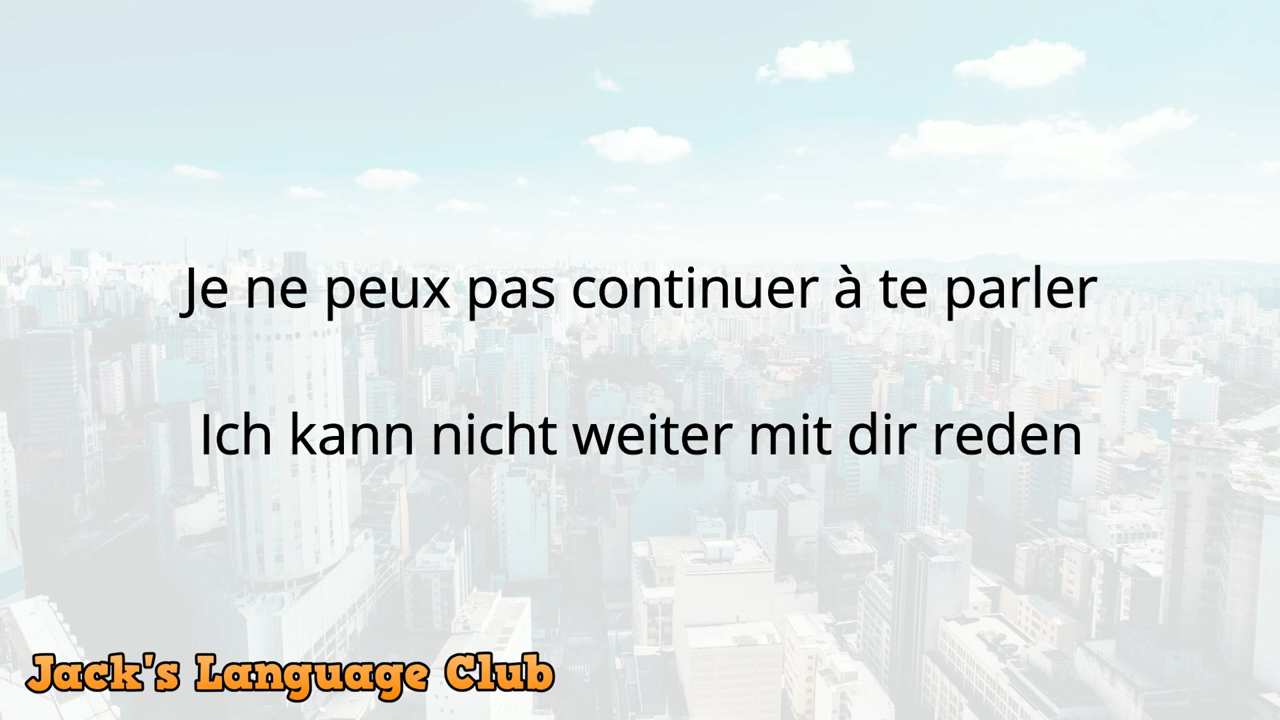 Je ne peux pas continuer à te parler
Ich kann nicht weiter mit dir reden
Jack's Language Club